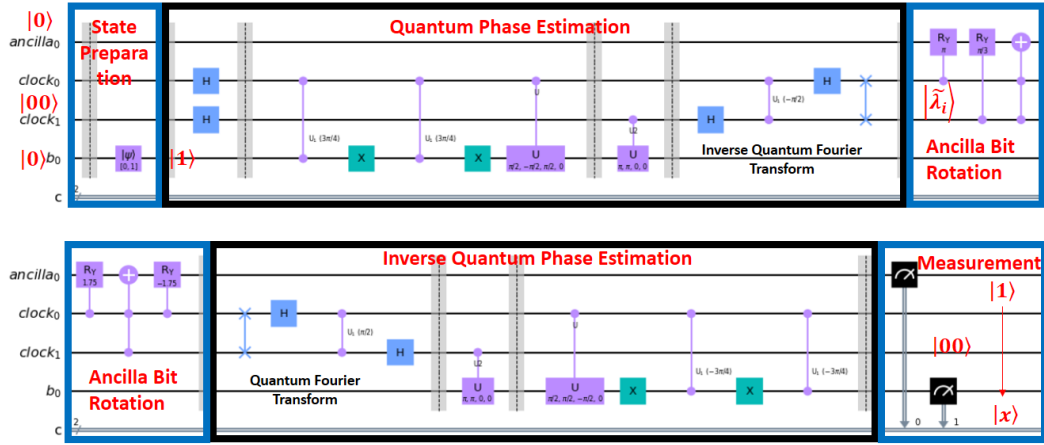 |0⟩
State Prepara tion
Quantum Phase Estimation
ancilla₀
R_Y π
R_Y π/3
clock₀
H
U
H
|00⟩
|λ̃ᵢ⟩
clock₁
H
U₁ (3π/4)
U₁ (3π/4)
U2
H
U₁ (−π/2)
|0⟩
b₀
|ψ⟩ [0, 1]
|1⟩
X
X
U π/2, −π/2, π/2, 0
U π, π, 0, 0
Inverse Quantum Fourier Transform
Ancilla Bit Rotation
c
2
Inverse Quantum Phase Estimation
Measurement
ancilla₀
R_Y 1.75
R_Y −1.75
|1⟩
clock₀
H
U
U₁ (π/2)
|00⟩
clock₁
H
U2
U₁ (−3π/4)
U₁ (−3π/4)
Ancilla Bit Rotation
Quantum Fourier Transform
b₀
U π, π, 0, 0
U π/2, π/2, −π/2, 0
X
X
|x⟩
c
2
0
1